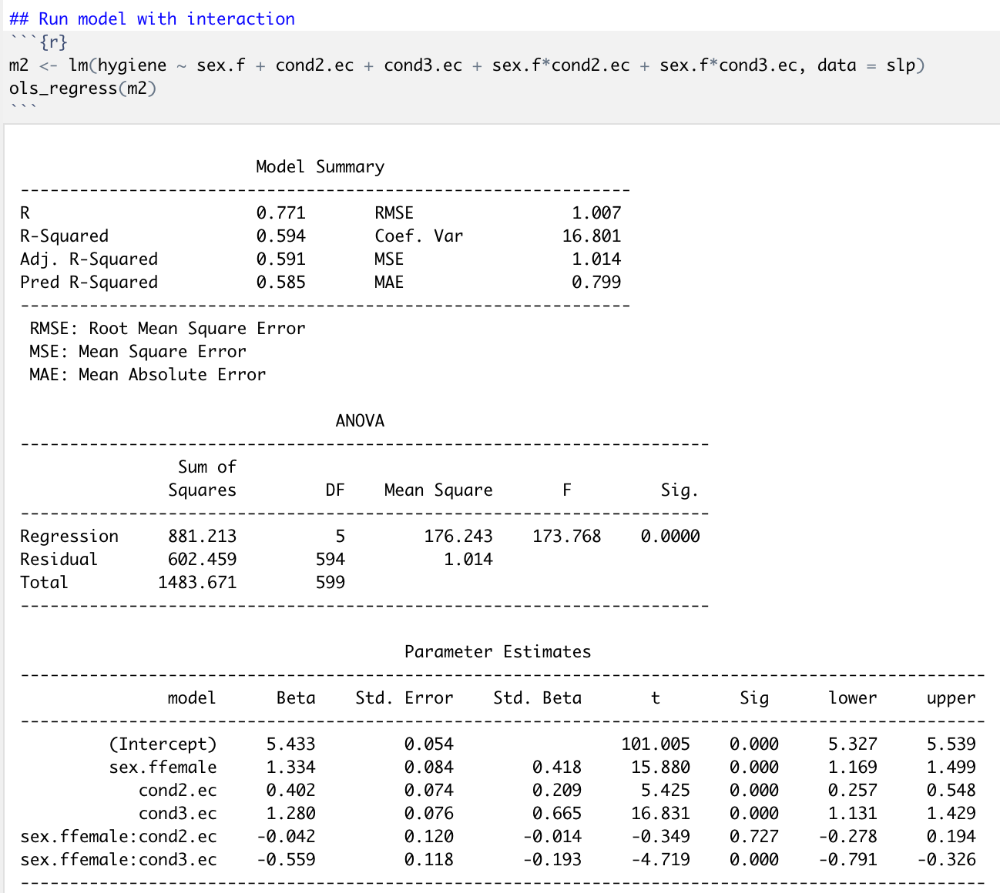 ## Run model with interaction
```{r}
m2 <- lm(hygiene ~ sex.f + cond2.ec + cond3.ec + sex.f*cond2.ec + sex.f*cond3.ec, data = slp)
ols_regress(m2)
```
Model Summary
--------------------------------------------------------------
R                       0.771       RMSE                1.007
R-Squared               0.594       Coef. Var          16.801
Adj. R-Squared          0.591       MSE                 1.014
Pred R-Squared          0.585       MAE                 0.799
--------------------------------------------------------------
RMSE: Root Mean Square Error
MSE: Mean Square Error
MAE: Mean Absolute Error
ANOVA
----------------------------------------------------------------------
Sum of
Squares         DF    Mean Square       F         Sig.
----------------------------------------------------------------------
Regression     881.213          5        176.243    173.768    0.0000
Residual       602.459        594          1.014
Total         1483.671        599
----------------------------------------------------------------------
Parameter Estimates
--------------------------------------------------------------------------------------------------
model      Beta    Std. Error    Std. Beta       t        Sig      lower     upper
--------------------------------------------------------------------------------------------------
(Intercept)     5.433         0.054                 101.005    0.000     5.327     5.539
sex.ffemale     1.334         0.084        0.418     15.880    0.000     1.169     1.499
cond2.ec     0.402         0.074        0.209      5.425    0.000     0.257     0.548
cond3.ec     1.280         0.076        0.665     16.831    0.000     1.131     1.429
sex.ffemale:cond2.ec    -0.042         0.120       -0.014     -0.349    0.727    -0.278     0.194
sex.ffemale:cond3.ec    -0.559         0.118       -0.193     -4.719    0.000    -0.791    -0.326
--------------------------------------------------------------------------------------------------